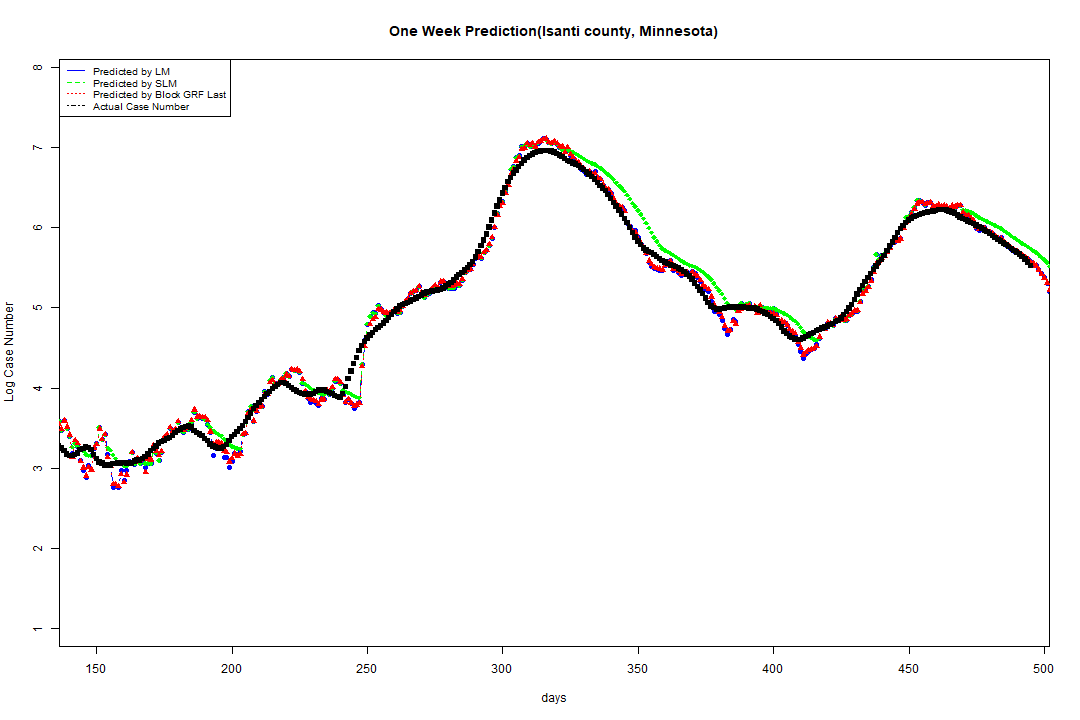 One Week Prediction(Isanti county, Minnesota)
Predicted by LM
Predicted by SLM
Predicted by Block GRF Last
Actual Case Number
Log Case Number
8
7
6
5
4
3
2
1
150 200 250 300 350 400 450 500
days